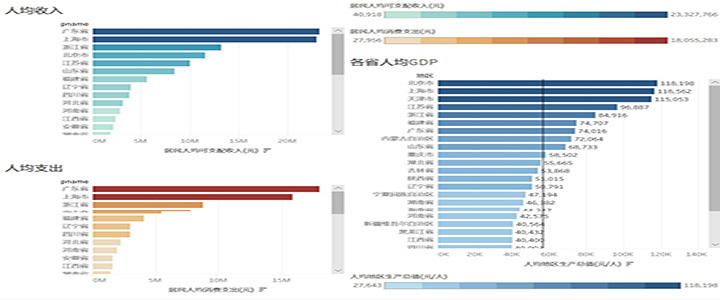 人均收入
pname
广东省
上海市
浙江省
北京市
江苏省
山东省
福建省
辽宁省
四川省
河北省
河南省
江西省
安徽省
0M
5M
10M
15M
20M
居民人均可支配收入(元)
人均支出
pname
广东省
上海市
浙江省
福建省
辽宁省
四川省
河北省
河南省
安徽省
江西省
0M
5M
10M
15M
居民人均消费支出(元)
居民人均可支配收入(元)
40,918
23,327,766
居民人均消费支出(元)
27,956
18,055,283
各省人均GDP
地区
北京市 118,198
上海市 116,562
天津市 115,053
江苏省 96,887
浙江省 84,916
福建省 74,707
广东省 74,016
内蒙古自治区 72,064
山东省 68,733
重庆市 58,502
湖北省 55,665
吉林省 53,868
陕西省 51,015
辽宁省 50,791
宁夏回族自治区 47,194
湖南省 46,382
河南省 42,575
新疆维吾尔自治区 40,564
黑龙江省 40,432
江西省 40,400
四川省
0K
20K
40K
60K
80K
100K
120K
140K
人均地区生产总值(元/人)
人均地区生产总值(元/人)
27,643
118,198